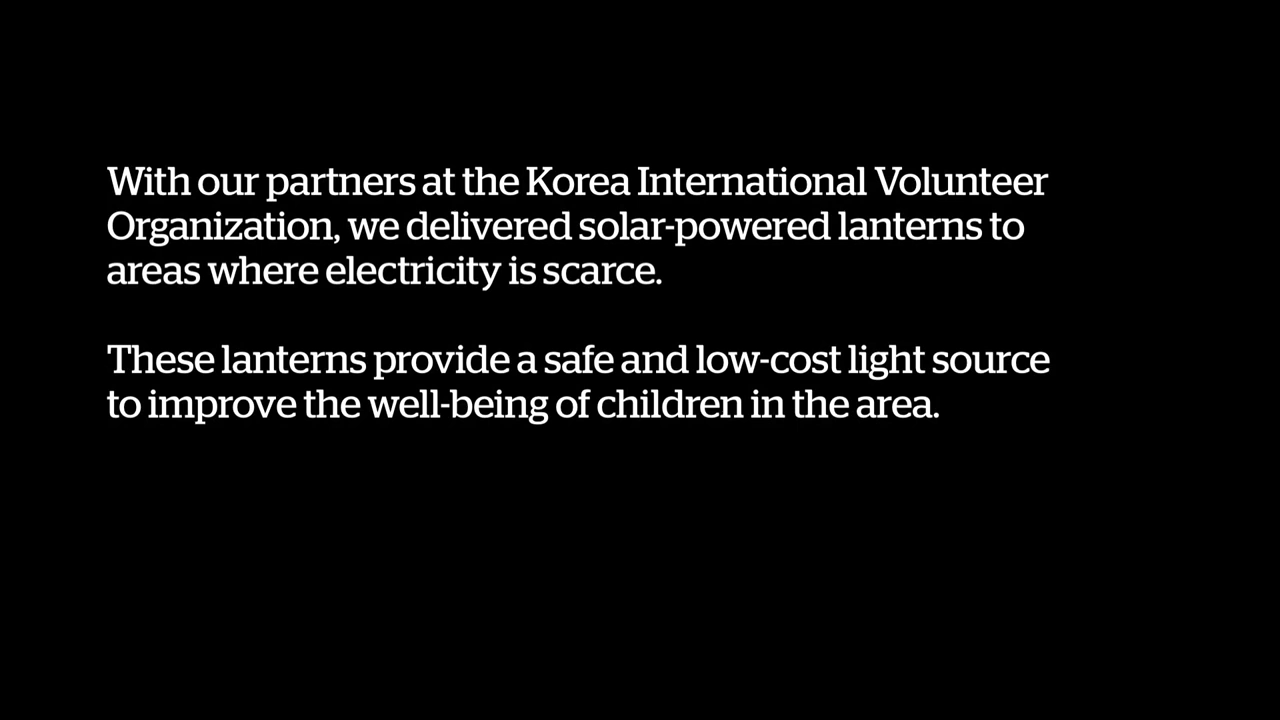 With our partners at the Korea International Volunteer
Organization, we delivered solar-powered lanterns to
areas where electricity is scarce.
These lanterns provide a safe and low-cost light source
to improve the well-being of children in the area.